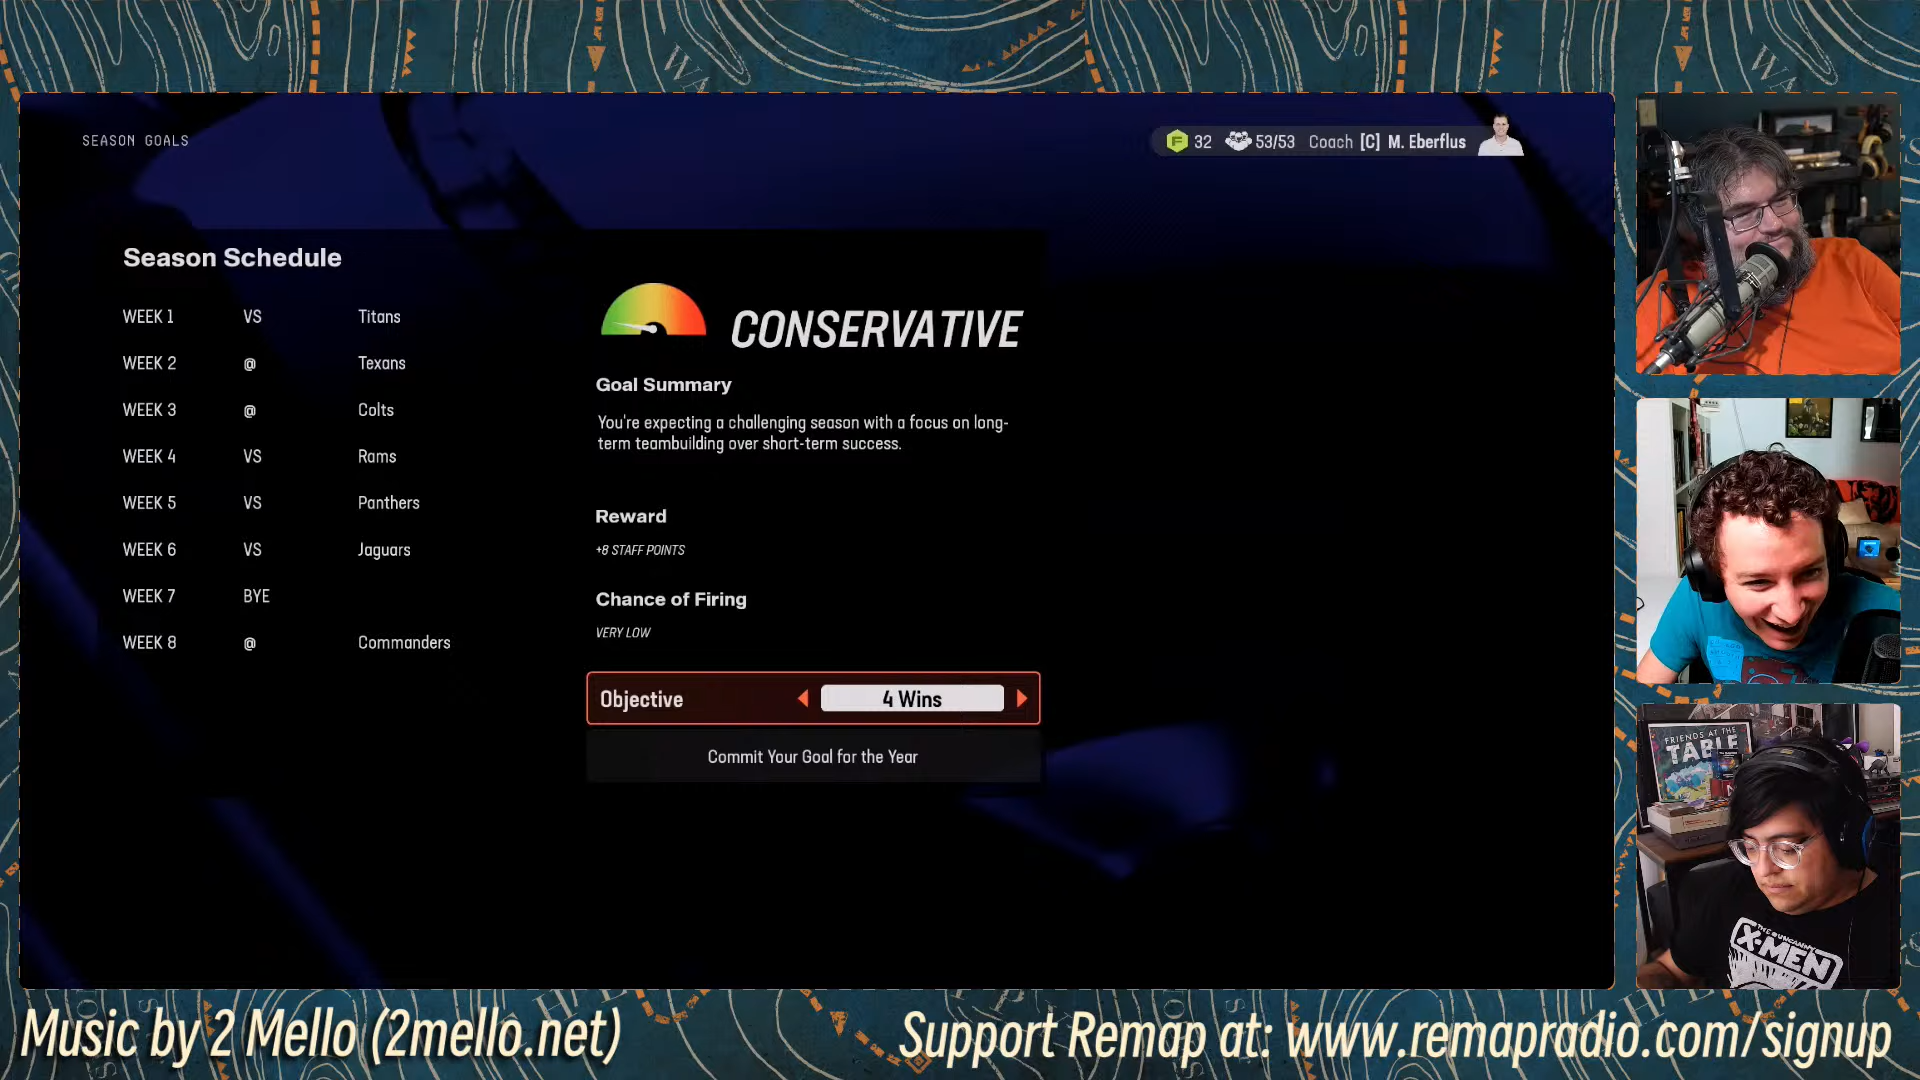 SEASON GOALS
32 53/53 Coach [C] M. Eberflus
Season Schedule
WEEK 1 VS Titans
WEEK 2 @ Texans
WEEK 3 @ Colts
WEEK 4 VS Rams
WEEK 5 VS Panthers
WEEK 6 VS Jaguars
WEEK 7 BYE
WEEK 8 @ Commanders
CONSERVATIVE
Goal Summary
You're expecting a challenging season with a focus on long-
term teambuilding over short-term success.
Reward
+8 STAFF POINTS
Chance of Firing
VERY LOW
Objective 4 Wins
Commit Your Goal for the Year
FRIENDS AT THE
TABLE
THE UNCANNY
X-MEN
Music by 2 Mello (2mello.net)
Support Remap at: www.remapradio.com/signup